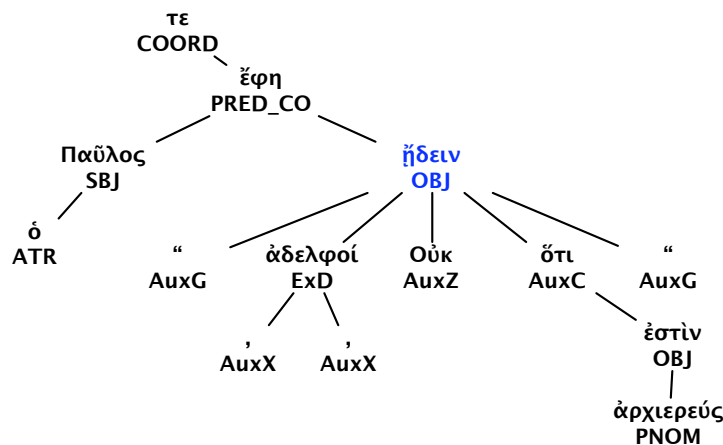 τε
COORD
ἔφη
PRED_CO
Παῦλος ᾔδειν
SBJ OBJ
ὁ “ ἀδελφοί Οὐκ ὅτι “
ATR AuxG ExD AuxZ AuxC AuxG
, , ἐστὶν
AuxX AuxX OBJ
ἀρχιερεύς
PNOM